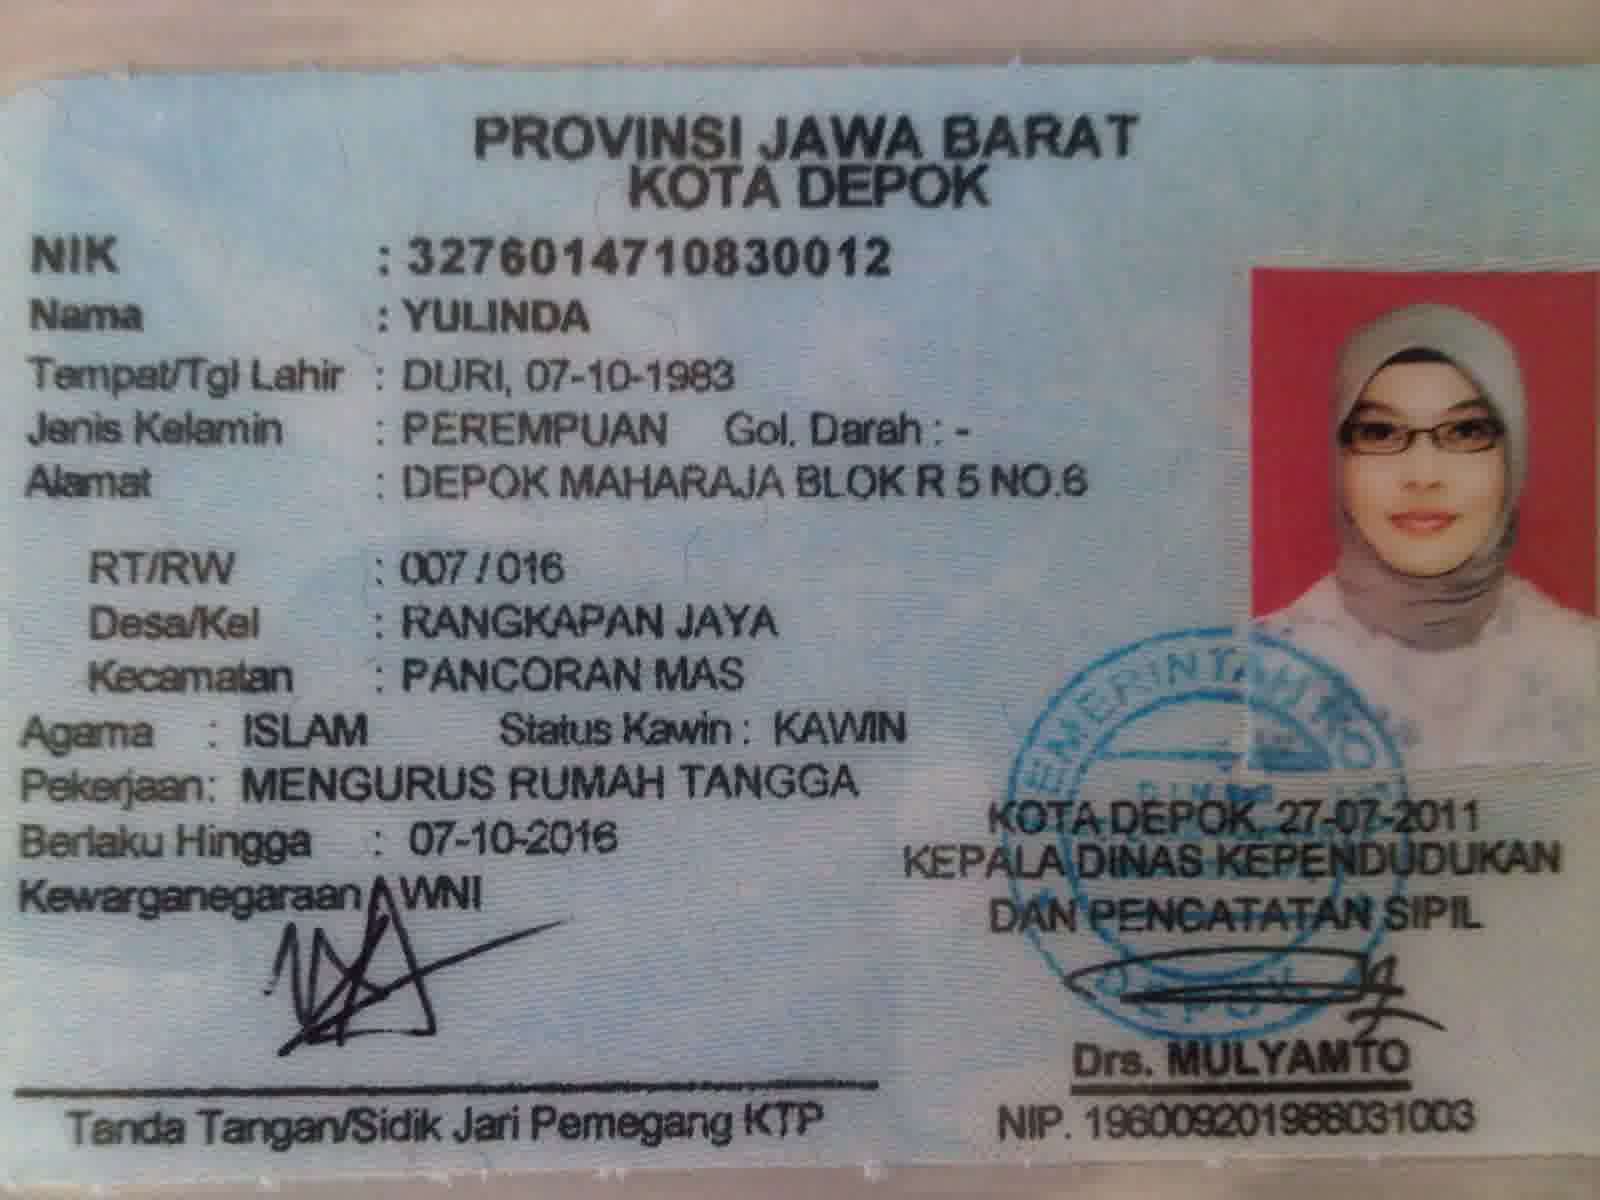 PROVINSI JAWA BARAT
KOTA DEPOK
NIK : 3276014710830012
Nama : YULINDA
Tempat/Tgl Lahir : DURI, 07-10-1983
Jenis Kelamin : PEREMPUAN Gol. Darah : -
Alamat : DEPOK MAHARAJA BLOK R 5 NO.6
RT/RW : 007 / 016
Desa/Kel : RANGKAPAN JAYA
Kecamatan : PANCORAN MAS
Agama : ISLAM Status Kawin : KAWIN
Pekerjaan : MENGURUS RUMAH TANGGA
Berlaku Hingga : 07-10-2016
Kewarganegaraan WNI
Tanda Tangan/Sidik Jari Pemegang KTP
PEMERINTAH KO
DEPOK
KOTA DEPOK, 27-07-2011
KEPALA DINAS KEPENDUDUKAN
DAN PENCATATAN SIPIL
Drs. MULYAMTO
NIP. 196009201988031003